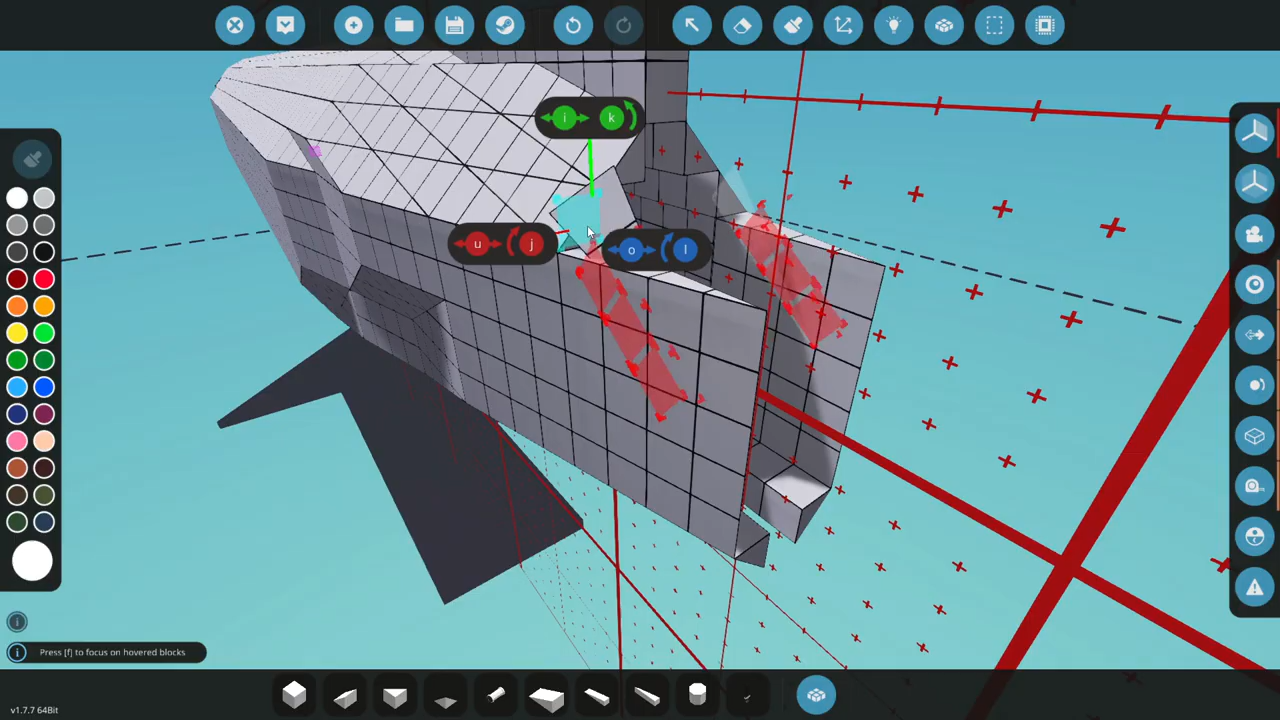 i k
u j
o l
Press [f] to focus on hovered blocks
v1.7.7 64Bit